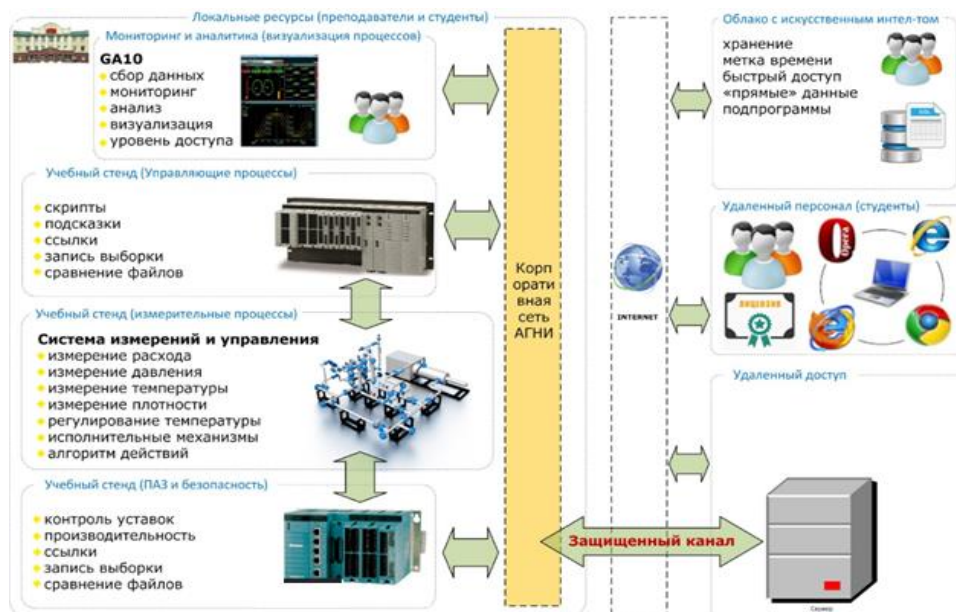 Локальные ресурсы (преподаватели и студенты)
Мониторинг и аналитика (визуализация процессов)
GA10
сбор данных
мониторинг
анализ
визуализация
уровень доступа
Учебный стенд (Управляющие процессы)
скрипты
подсказки
ссылки
запись выборки
сравнение файлов
Учебный стенд (измерительные процессы)
Система измерений и управления
измерение расхода
измерение давления
измерение температуры
измерение плотности
регулирование температуры
исполнительные механизмы
алгоритм действий
Учебный стенд (ПАЗ и безопасность)
контроль уставок
производительность
ссылки
запись выборки
сравнение файлов
Корп
орати
вная
сеть
АГНИ
INTERNET
Защищенный канал
Облако с искусственным интел-том
хранение
метка времени
быстрый доступ
«прямые» данные
подпрограммы
Удаленный персонал (студенты)
Opera
ЛИЦЕНЗИЯ
Удаленный доступ
Сервер